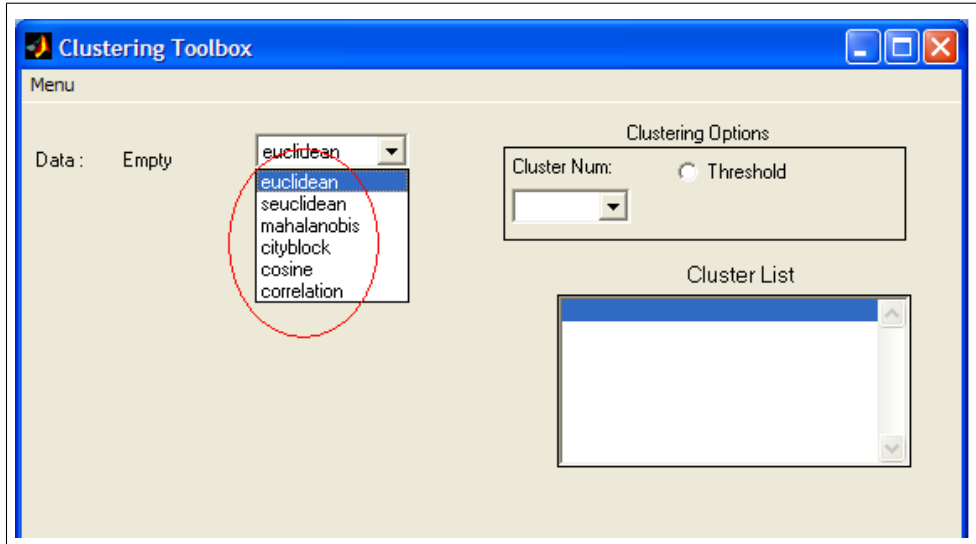 Clustering Toolbox
Menu
Data : Empty
euclidean
euclidean
seuclidean
mahalanobis
cityblock
cosine
correlation
Clustering Options
Cluster Num:
Threshold
Cluster List